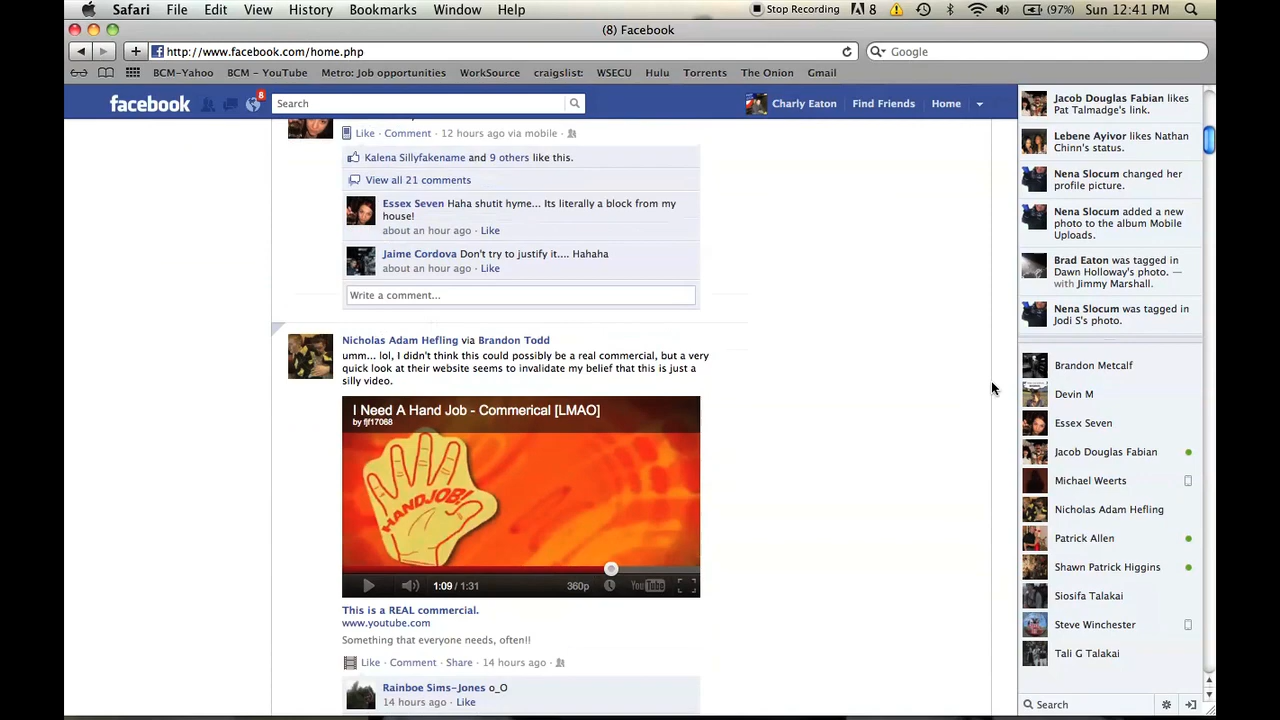 Safari File Edit View History Bookmarks Window Help Stop Recording 8 (97%) Sun 12:41 PM
(8) Facebook
http://www.facebook.com/home.php Google
BCM-Yahoo BCM - YouTube Metro: Job opportunities WorkSource craigslist: WSECU Hulu Torrents The Onion Gmail
facebook 8 Search Charly Eaton Find Friends Home
Like · Comment · 12 hours ago via mobile ·
Kalena Sillyfakename and 9 others like this.
View all 21 comments
Essex Seven Haha shutit hyme... Its literally a block from my
house!
about an hour ago · Like
Jaime Cordova Don't try to justify it.... Hahaha
about an hour ago · Like
Write a comment...
Nicholas Adam Hefling via Brandon Todd
umm... lol, I didn't think this could possibly be a real commercial, but a very
quick look at their website seems to invalidate my belief that this is just a
silly video.
I Need A Hand Job - Commerical [LMAO]
by fjf17068
HANDJOB!
1:09 / 1:31 360p YouTube
This is a REAL commercial.
www.youtube.com
Something that everyone needs, often!!
Like · Comment · Share · 14 hours ago ·
Rainboe Sims-Jones o_O
14 hours ago · Like
Jacob Douglas Fabian likes
Pat Talmadge's link.
Lebene Ayivor likes Nathan
Chinn's status.
Nena Slocum changed her
profile picture.
Nena Slocum added a new
photo to the album Mobile
Uploads.
Brad Eaton was tagged in
Dawn Holloway's photo. —
with Jimmy Marshall.
Nena Slocum was tagged in
Jodi S's photo.
Brandon Metcalf
Devin M
Essex Seven
Jacob Douglas Fabian
Michael Weerts
Nicholas Adam Hefling
Patrick Allen
Shawn Patrick Higgins
Siosifa Talakai
Steve Winchester
Tali G Talakai
Search